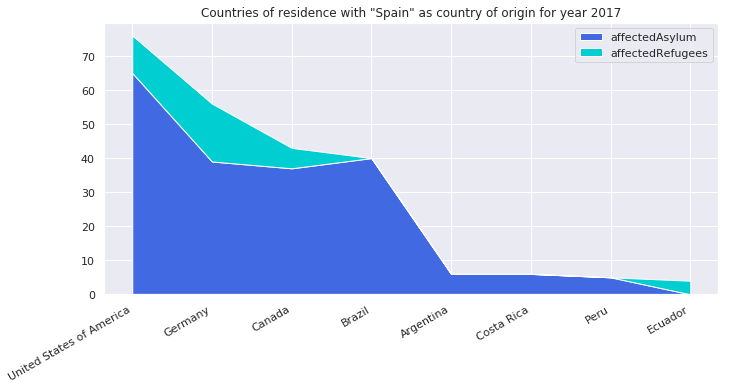 Countries of residence with "Spain" as country of origin for year 2017
affectedAsylum
affectedRefugees
70
60
50
40
30
20
10
0
United States of America
Germany
Canada
Brazil
Argentina
Costa Rica
Peru
Ecuador